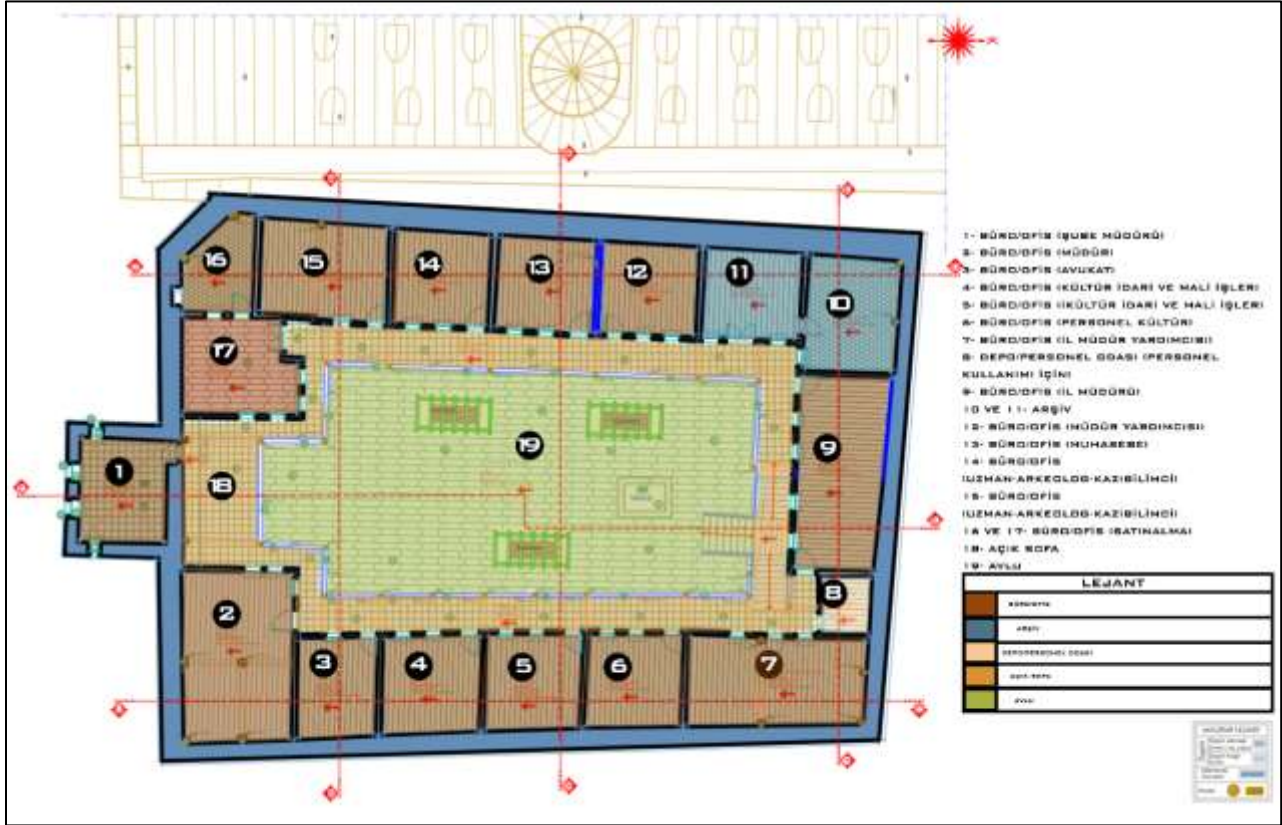 16
15
14
13
12
11
10
17
19
9
1
18
8
2
3
4
5
6
7
1- BÜRO/OFİS (ŞUBE MÜDÜRÜ)
2- BÜRO/OFİS (MÜDÜR)
3- BÜRO/OFİS (AVUKAT)
4- BÜRO/OFİS (KÜLTÜR İDARİ VE MALİ İŞLER)
5- BÜRO/OFİS (KÜLTÜR İDARİ VE MALİ İŞLER)
6- BÜRO/OFİS (PERSONEL KÜLTÜR)
7- BÜRO/OFİS (İL MÜDÜR YARDIMCISI)
8- DEPO/PERSONEL ODASI (PERSONEL
KULLANIMI İÇİN)
9- BÜRO/OFİS (İL MÜDÜRÜ)
10 VE 11- ARŞİV
12- BÜRO/OFİS (MÜDÜR YARDIMCISI)
13- BÜRO/OFİS (MUHASEBE)
14- BÜRO/OFİS
(UZMAN-ARKEOLOG-KAZIBİLİMCİ)
15- BÜRO/OFİS
(UZMAN-ARKEOLOG-KAZIBİLİMCİ)
16 VE 17- BÜRO/OFİS (SATINALMA)
18- AÇIK SOFA
19- AVLU
LEJANT
BÜRO/OFİS
ARŞİV
DEPO/PERSONEL ODASI
AÇIK SOFA
AVLU